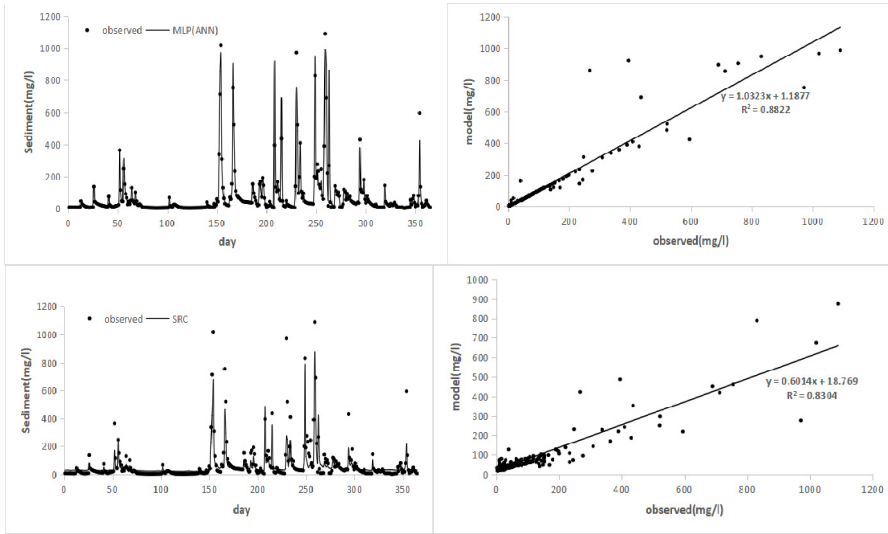 observed MLP(ANN)
Sediment(mg/l)
1200
1000
800
600
400
200
0
0 50 100 150 200 250 300 350
day
model(mg/l)
1200
1000
800
600
400
200
0
y = 1.0323x + 1.1877
R² = 0.8822
0 200 400 600 800 1000 1200
observed(mg/l)
observed SRC
Sediment(mg/l)
1200
1000
800
600
400
200
0
0 50 100 150 200 250 300 350
day
model(mg/l)
1000
900
800
700
600
500
400
300
200
100
0
y = 0.6014x + 18.769
R² = 0.8304
0 200 400 600 800 1000 1200
observed(mg/l)